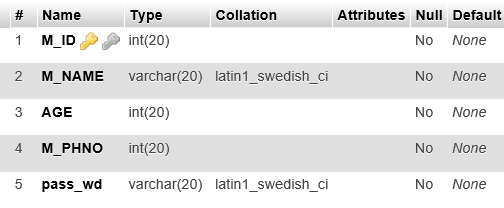 # Name Type Collation Attributes Null Default
1 M_ID int(20) No None
2 M_NAME varchar(20) latin1_swedish_ci No None
3 AGE int(20) No None
4 M_PHNO int(20) No None
5 pass_wd varchar(20) latin1_swedish_ci No None